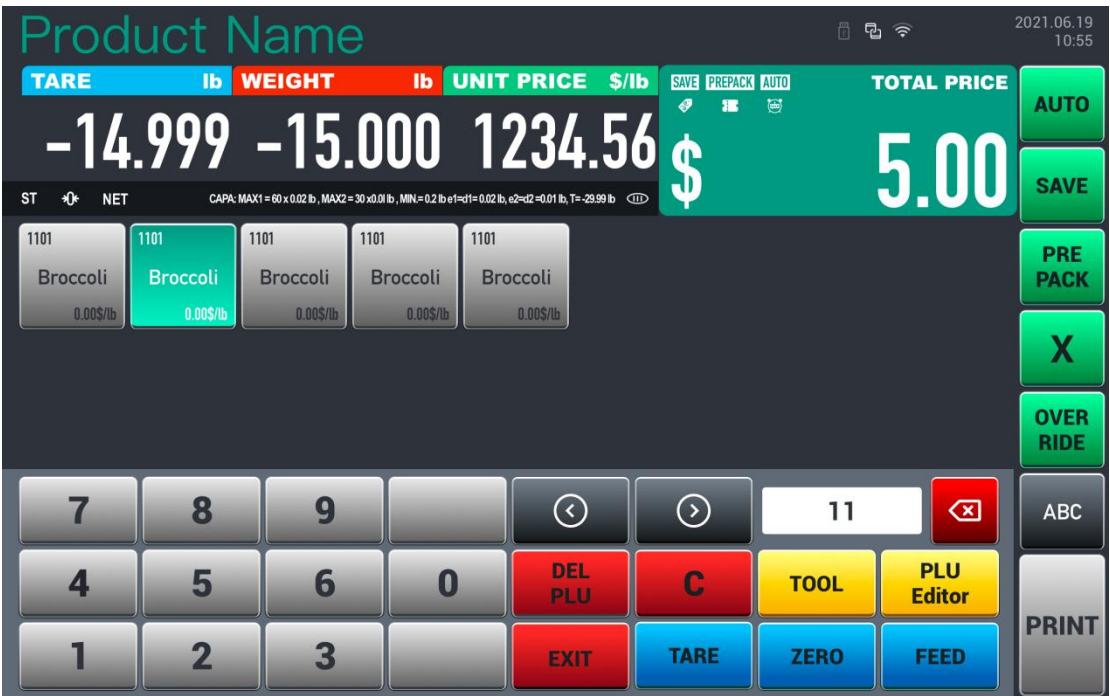 Product Name
2021.06.19
10:55
TARE lb WEIGHT lb UNIT PRICE $/lb
SAVE PREPACK AUTO TOTAL PRICE
-14.999 -15.000 1234.56
$ 5.00
ST →0← NET CAPA: MAX1 = 60 x 0.02 lb, MAX2 = 30 x0.01 lb, MIN.= 0.2 lb e1=d1= 0.02 lb, e2=d2 =0.01 lb, T= -29.99 lb III
AUTO
SAVE
PRE
PACK
X
OVER
RIDE
1101 1101 1101 1101 1101
Broccoli Broccoli Broccoli Broccoli Broccoli
0.00$/lb 0.00$/lb 0.00$/lb 0.00$/lb 0.00$/lb
7 8 9 < > 11 ABC
4 5 6 0 DEL
PLU C TOOL PLU
Editor
1 2 3 EXIT TARE ZERO FEED
PRINT